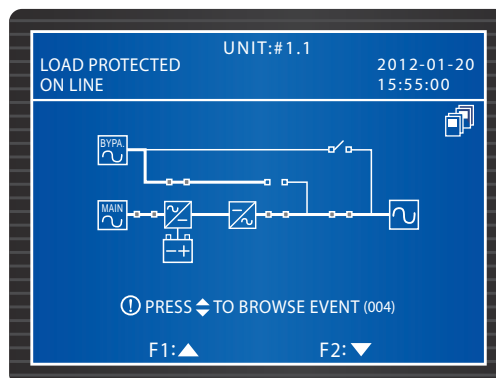 UNIT:#1.1
LOAD PROTECTED
ON LINE
2012-01-20
15:55:00
BYPA.
MAIN
PRESS TO BROWSE EVENT (004)
F1:
F2: